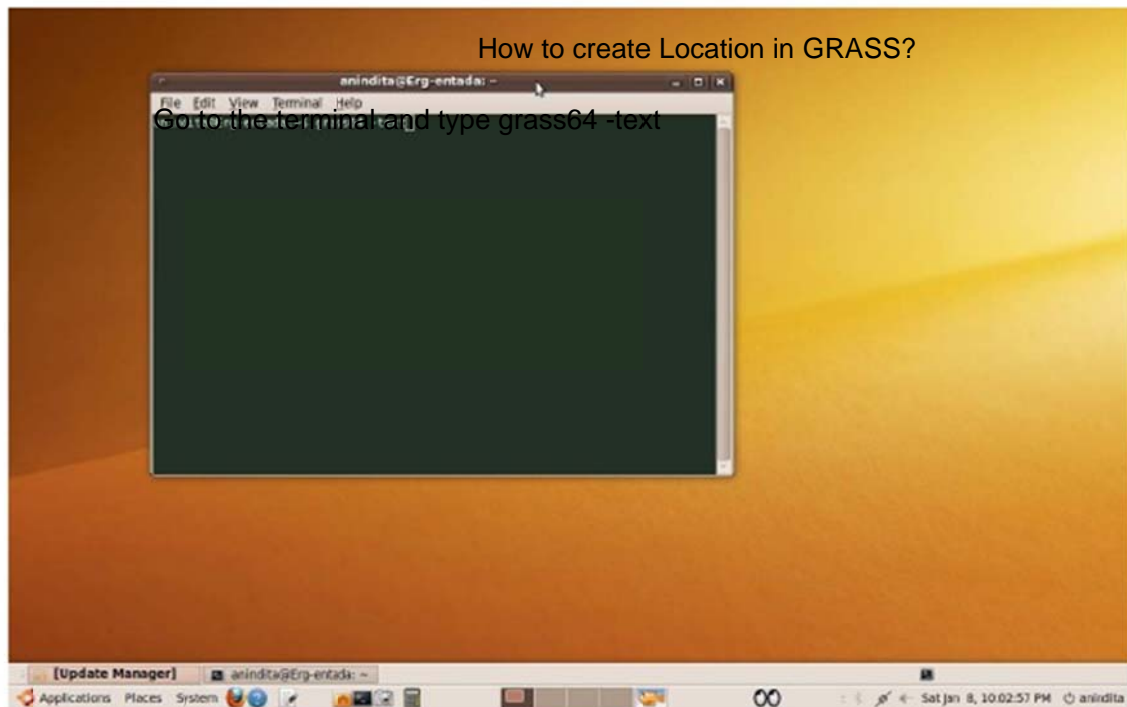 How to create Location in GRASS?
anindita@Erg-entada: ~
File Edit View Terminal Help
Go to the terminal and type grass64 -text
[Update Manager] anindita@Erg-entada: ~
Applications Places System Sat Jan 8, 10:02:57 PM anindita